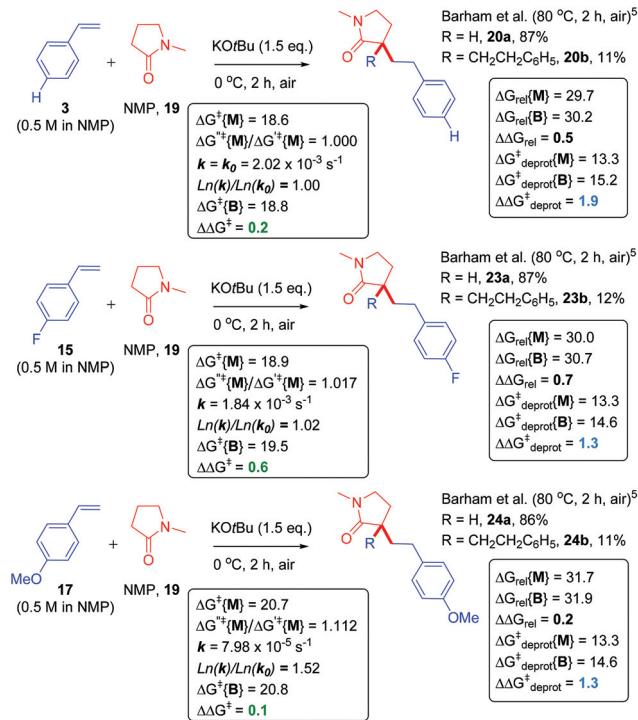 Barham et al. (80 °C, 2 h, air)⁵
R = H, 20a, 87%
R = CH₂CH₂C₆H₅, 20b, 11%
N
O
R
H
H
+
N
O
KOtBu (1.5 eq.)
0 °C, 2 h, air
3
(0.5 M in NMP)
NMP, 19
ΔG‡{M} = 18.6
ΔG"‡{M}/ΔG'‡{M} = 1.000
k = k₀ = 2.02 x 10⁻³ s⁻¹
Ln(k)/Ln(k₀) = 1.00
ΔG‡{B} = 18.8
ΔΔG‡ = 0.2
ΔGrel{M} = 29.7
ΔGrel{B} = 30.2
ΔΔGrel = 0.5
ΔG‡deprot{M} = 13.3
ΔG‡deprot{B} = 15.2
ΔΔG‡deprot = 1.9
Barham et al. (80 °C, 2 h, air)⁵
R = H, 23a, 87%
R = CH₂CH₂C₆H₅, 23b, 12%
N
O
R
F
F
+
N
O
KOtBu (1.5 eq.)
0 °C, 2 h, air
15
(0.5 M in NMP)
NMP, 19
ΔG‡{M} = 18.9
ΔG"‡{M}/ΔG'‡{M} = 1.017
k = 1.84 x 10⁻³ s⁻¹
Ln(k)/Ln(k₀) = 1.02
ΔG‡{B} = 19.5
ΔΔG‡ = 0.6
ΔGrel{M} = 30.0
ΔGrel{B} = 30.7
ΔΔGrel = 0.7
ΔG‡deprot{M} = 13.3
ΔG‡deprot{B} = 14.6
ΔΔG‡deprot = 1.3
Barham et al. (80 °C, 2 h, air)⁵
R = H, 24a, 86%
R = CH₂CH₂C₆H₅, 24b, 11%
N
O
R
OMe
MeO
+
N
O
KOtBu (1.5 eq.)
0 °C, 2 h, air
17
(0.5 M in NMP)
NMP, 19
ΔG‡{M} = 20.7
ΔG"‡{M}/ΔG'‡{M} = 1.112
k = 7.98 x 10⁻⁵ s⁻¹
Ln(k)/Ln(k₀) = 1.52
ΔG‡{B} = 20.8
ΔΔG‡ = 0.1
ΔGrel{M} = 31.7
ΔGrel{B} = 31.9
ΔΔGrel = 0.2
ΔG‡deprot{M} = 13.3
ΔG‡deprot{B} = 14.6
ΔΔG‡deprot = 1.3